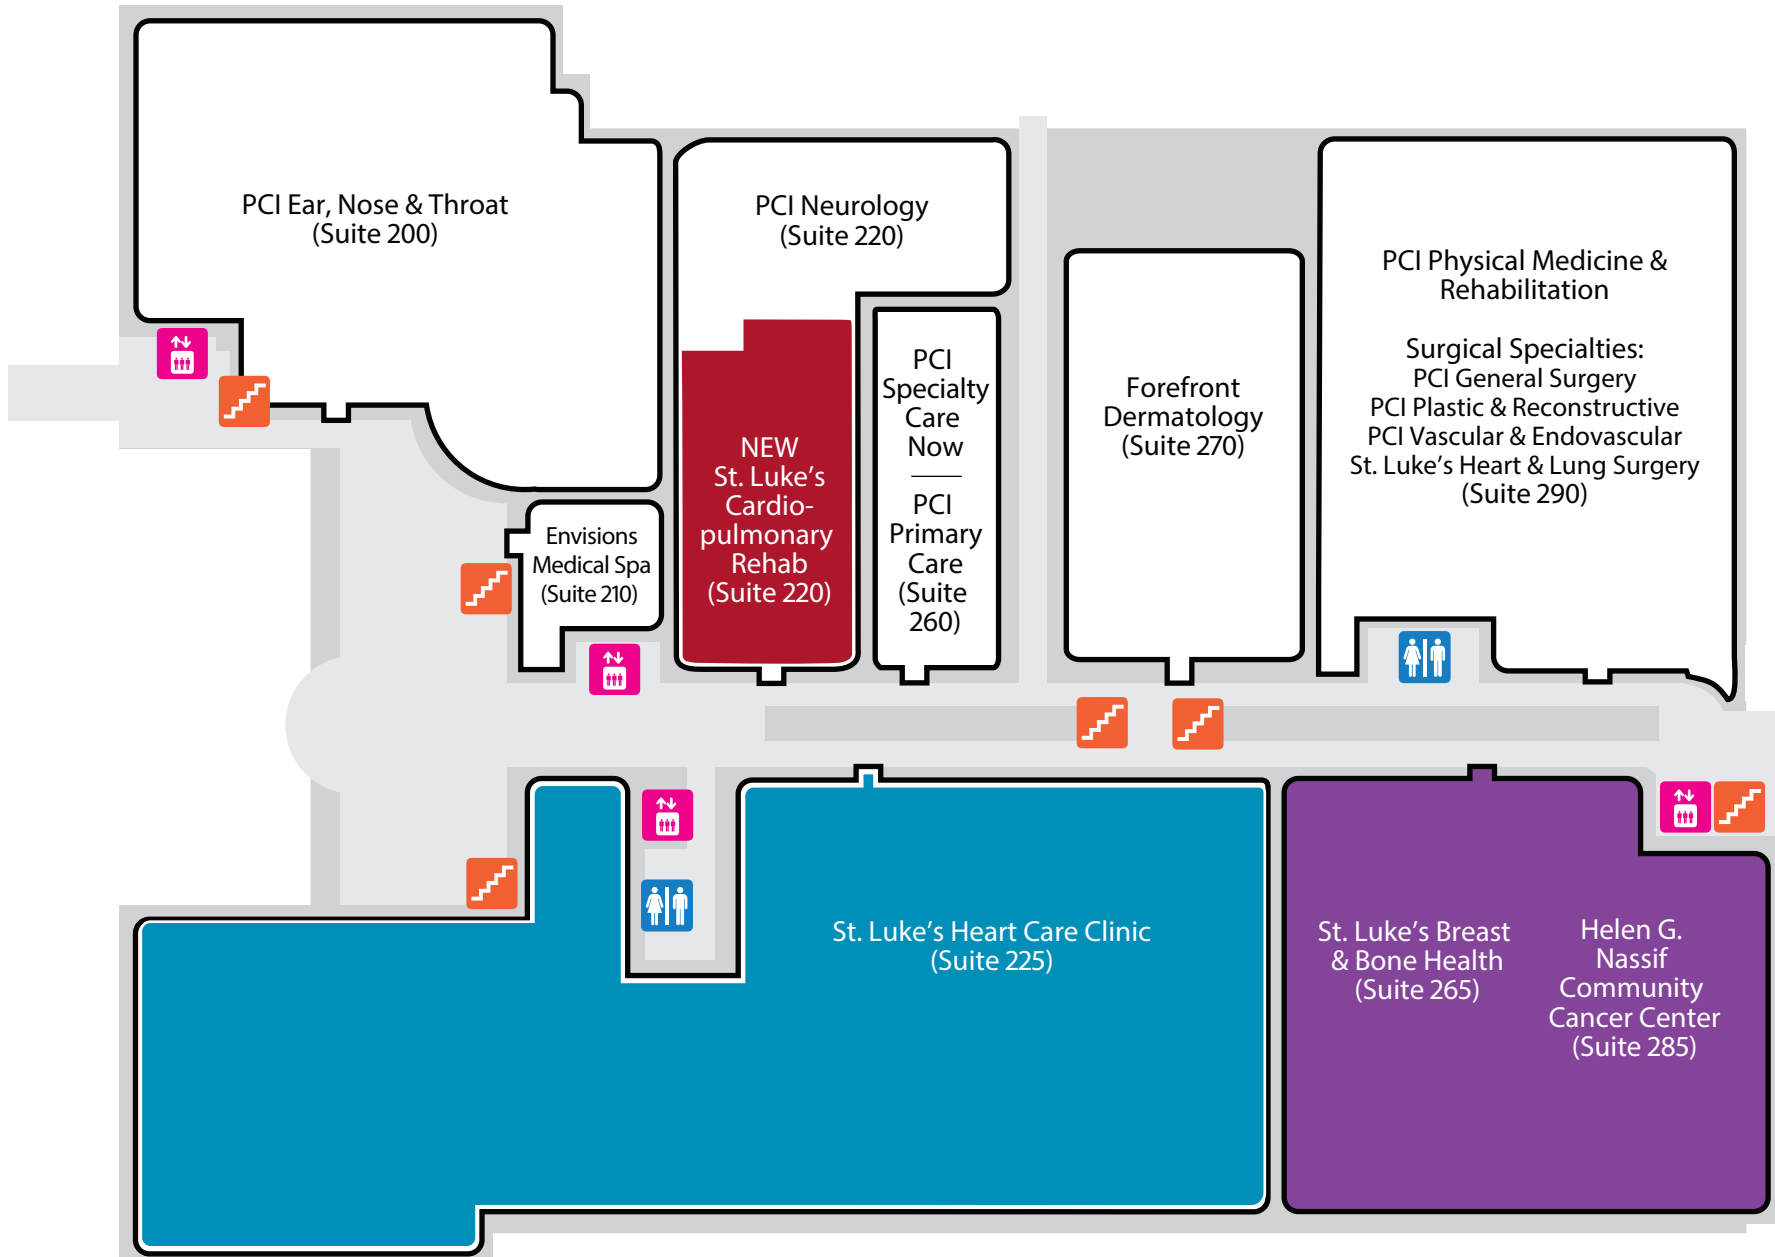 PCI Ear, Nose & Throat
(Suite 200)
PCI Neurology
(Suite 220)
PCI Physical Medicine &
Rehabilitation
Surgical Specialties:
PCI General Surgery
PCI Plastic & Reconstructive
PCI Vascular & Endovascular
St. Luke’s Heart & Lung Surgery
(Suite 290)
Forefront
Dermatology
(Suite 270)
PCI
Specialty
Care
Now
PCI
Primary
Care
(Suite
260)
NEW
St. Luke’s
Cardio-
pulmonary
Rehab
(Suite 220)
Envisions
Medical Spa
(Suite 210)
St. Luke’s Heart Care Clinic
(Suite 225)
St. Luke’s Breast
& Bone Health
(Suite 265)
Helen G.
Nassif
Community
Cancer Center
(Suite 285)